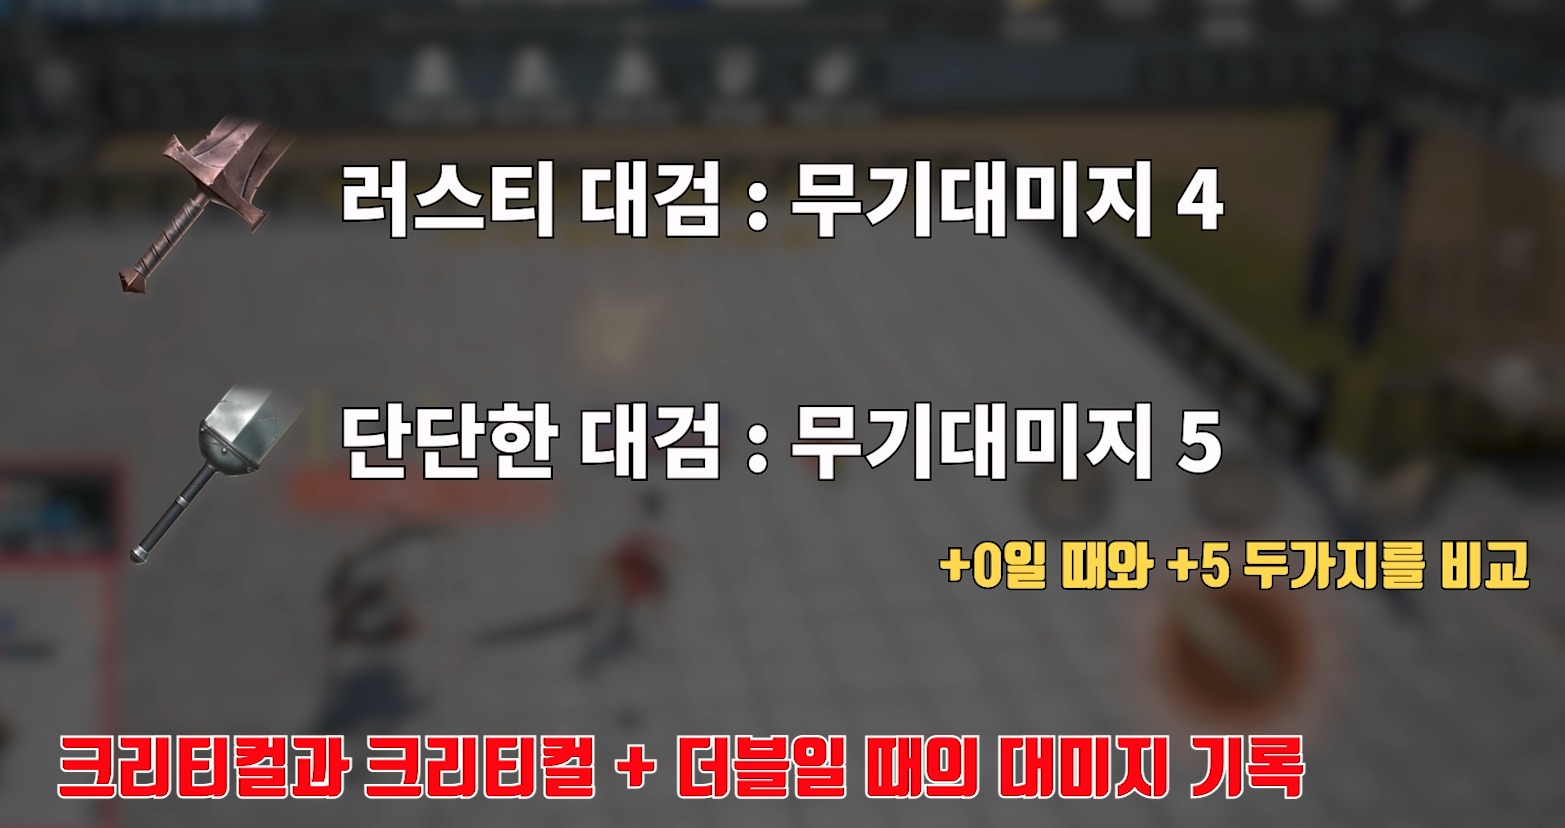 러스티 대검 : 무기대미지 4
단단한 대검 : 무기대미지 5
+0일 때와 +5 두가지를 비교
크리티컬과 크리티컬 + 더블일 때의 대미지 기록